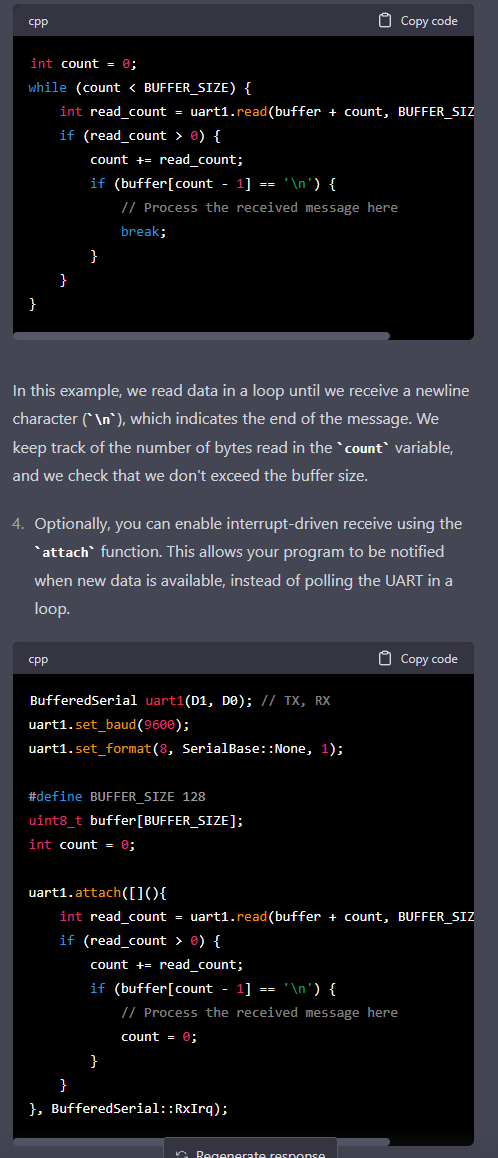 cpp Copy code
int count = 0;
while (count < BUFFER_SIZE) {
    int read_count = uart1.read(buffer + count, BUFFER_SIZ
    if (read_count > 0) {
        count += read_count;
        if (buffer[count - 1] == '\n') {
            // Process the received message here
            break;
        }
    }
}
In this example, we read data in a loop until we receive a newline
character (`\n`), which indicates the end of the message. We
keep track of the number of bytes read in the `count` variable,
and we check that we don't exceed the buffer size.
4. Optionally, you can enable interrupt-driven receive using the
`attach` function. This allows your program to be notified
when new data is available, instead of polling the UART in a
loop.
cpp Copy code
BufferedSerial uart1(D1, D0); // TX, RX
uart1.set_baud(9600);
uart1.set_format(8, SerialBase::None, 1);
#define BUFFER_SIZE 128
uint8_t buffer[BUFFER_SIZE];
int count = 0;
uart1.attach([](){
    int read_count = uart1.read(buffer + count, BUFFER_SIZ
    if (read_count > 0) {
        count += read_count;
        if (buffer[count - 1] == '\n') {
            // Process the received message here
            count = 0;
        }
    }
}, BufferedSerial::RxIrq);
Regenerate response